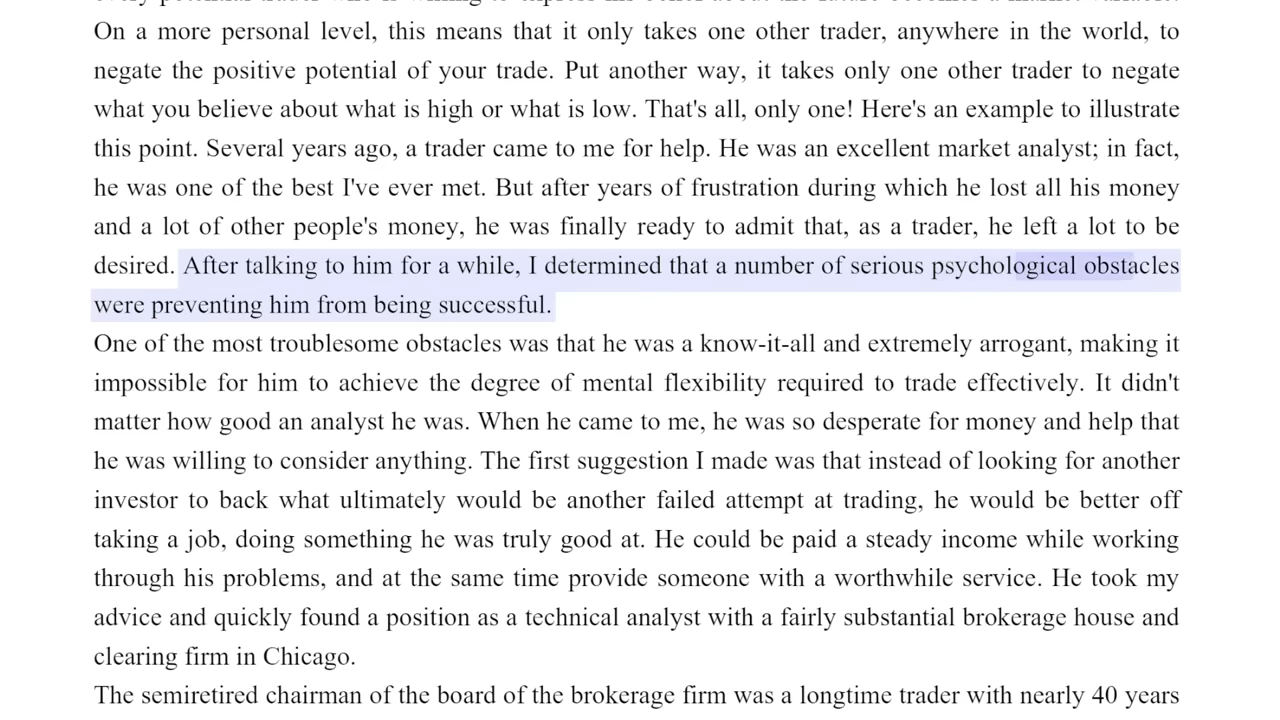 On a more personal level, this means that it only takes one other trader, anywhere in the world, to
negate the positive potential of your trade. Put another way, it takes only one other trader to negate
what you believe about what is high or what is low. That's all, only one! Here's an example to illustrate
this point. Several years ago, a trader came to me for help. He was an excellent market analyst; in fact,
he was one of the best I've ever met. But after years of frustration during which he lost all his money
and a lot of other people's money, he was finally ready to admit that, as a trader, he left a lot to be
desired. After talking to him for a while, I determined that a number of serious psychological obstacles
were preventing him from being successful.
One of the most troublesome obstacles was that he was a know-it-all and extremely arrogant, making it
impossible for him to achieve the degree of mental flexibility required to trade effectively. It didn't
matter how good an analyst he was. When he came to me, he was so desperate for money and help that
he was willing to consider anything. The first suggestion I made was that instead of looking for another
investor to back what ultimately would be another failed attempt at trading, he would be better off
taking a job, doing something he was truly good at. He could be paid a steady income while working
through his problems, and at the same time provide someone with a worthwhile service. He took my
advice and quickly found a position as a technical analyst with a fairly substantial brokerage house and
clearing firm in Chicago.
The semiretired chairman of the board of the brokerage firm was a longtime trader with nearly 40 years